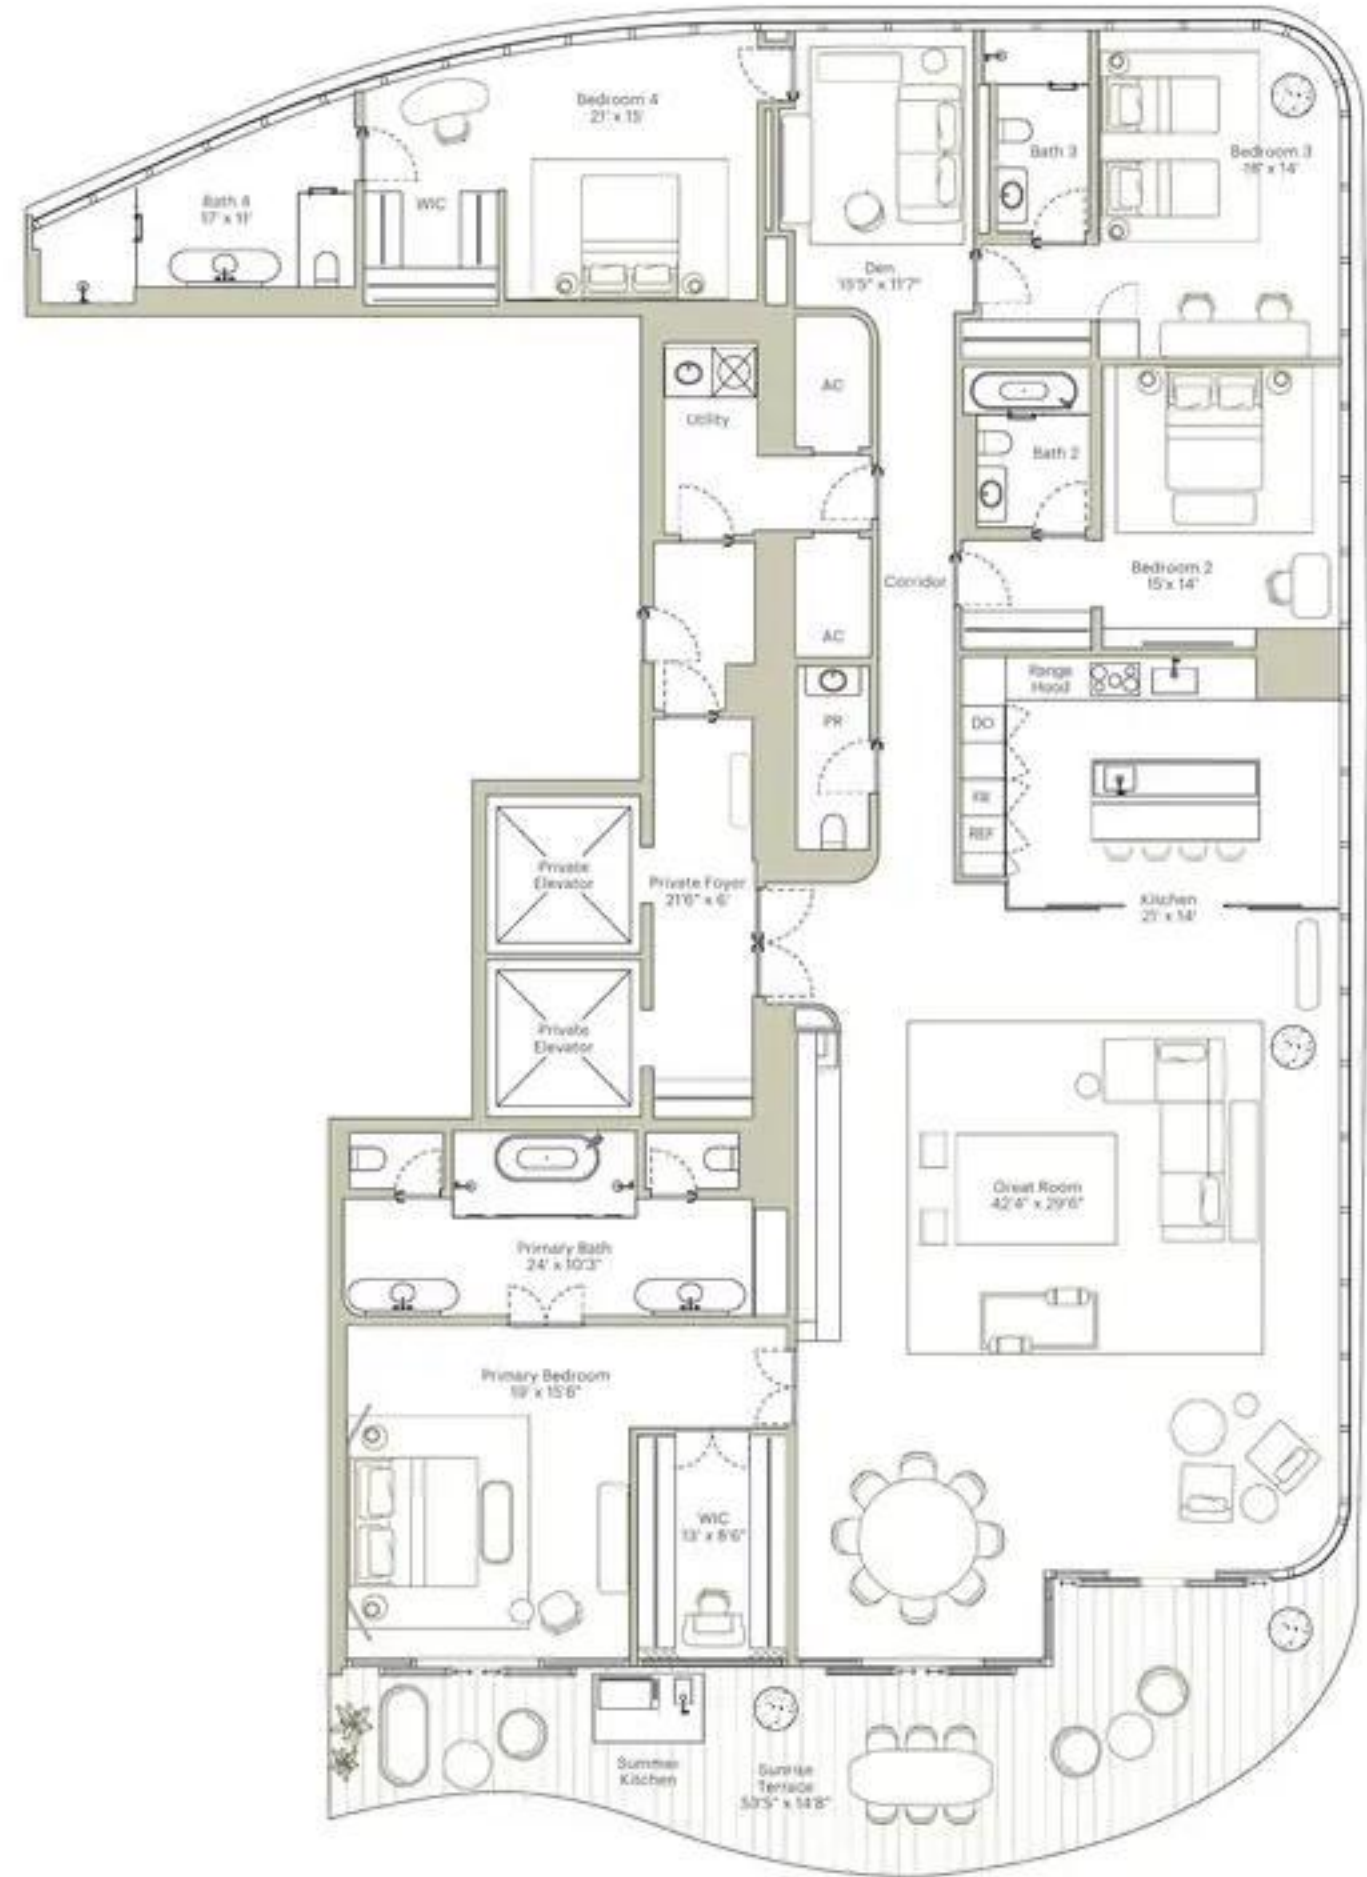 Bedroom 4
21' x 15'
Bath 4
17' x 11'
WIC
Bath 3
Bedroom 3
16' x 14'
Den
15'5" x 11'7"
AC
Utility
Bath 2
Bedroom 2
15' x 14'
Corridor
AC
Range
Hood
DO
PR
REF
Private
Elevator
Private Foyer
21'6" x 6'
Kitchen
21' x 14'
Private
Elevator
Great Room
42'4" x 29'6"
Primary Bath
24' x 10'3"
Primary Bedroom
19' x 15'6"
WIC
13' x 8'6"
Summer
Kitchen
Sunrise
Terrace
53'5" x 14'8"